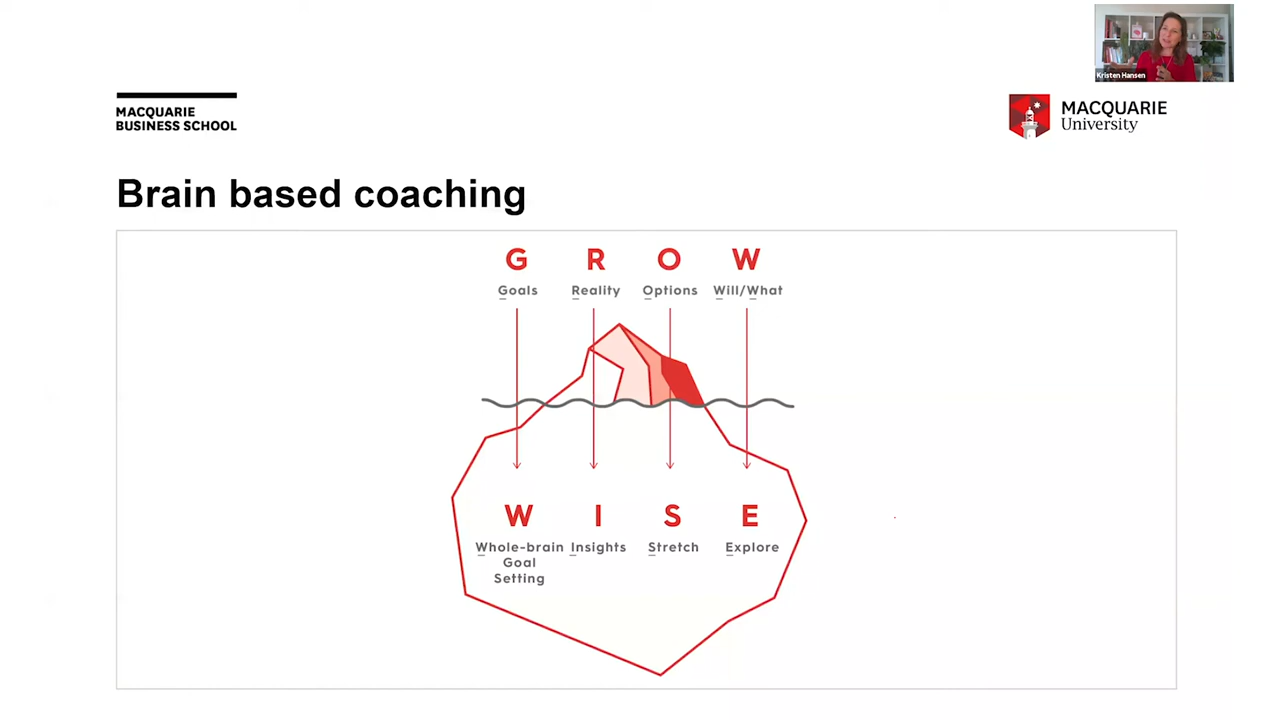 Kristen Hansen
MACQUARIE
BUSINESS SCHOOL
MACQUARIE
University
Brain based coaching
G R O W
Goals Reality Options Will/What
W I S E
Whole-brain Insights Stretch Explore
Goal
Setting